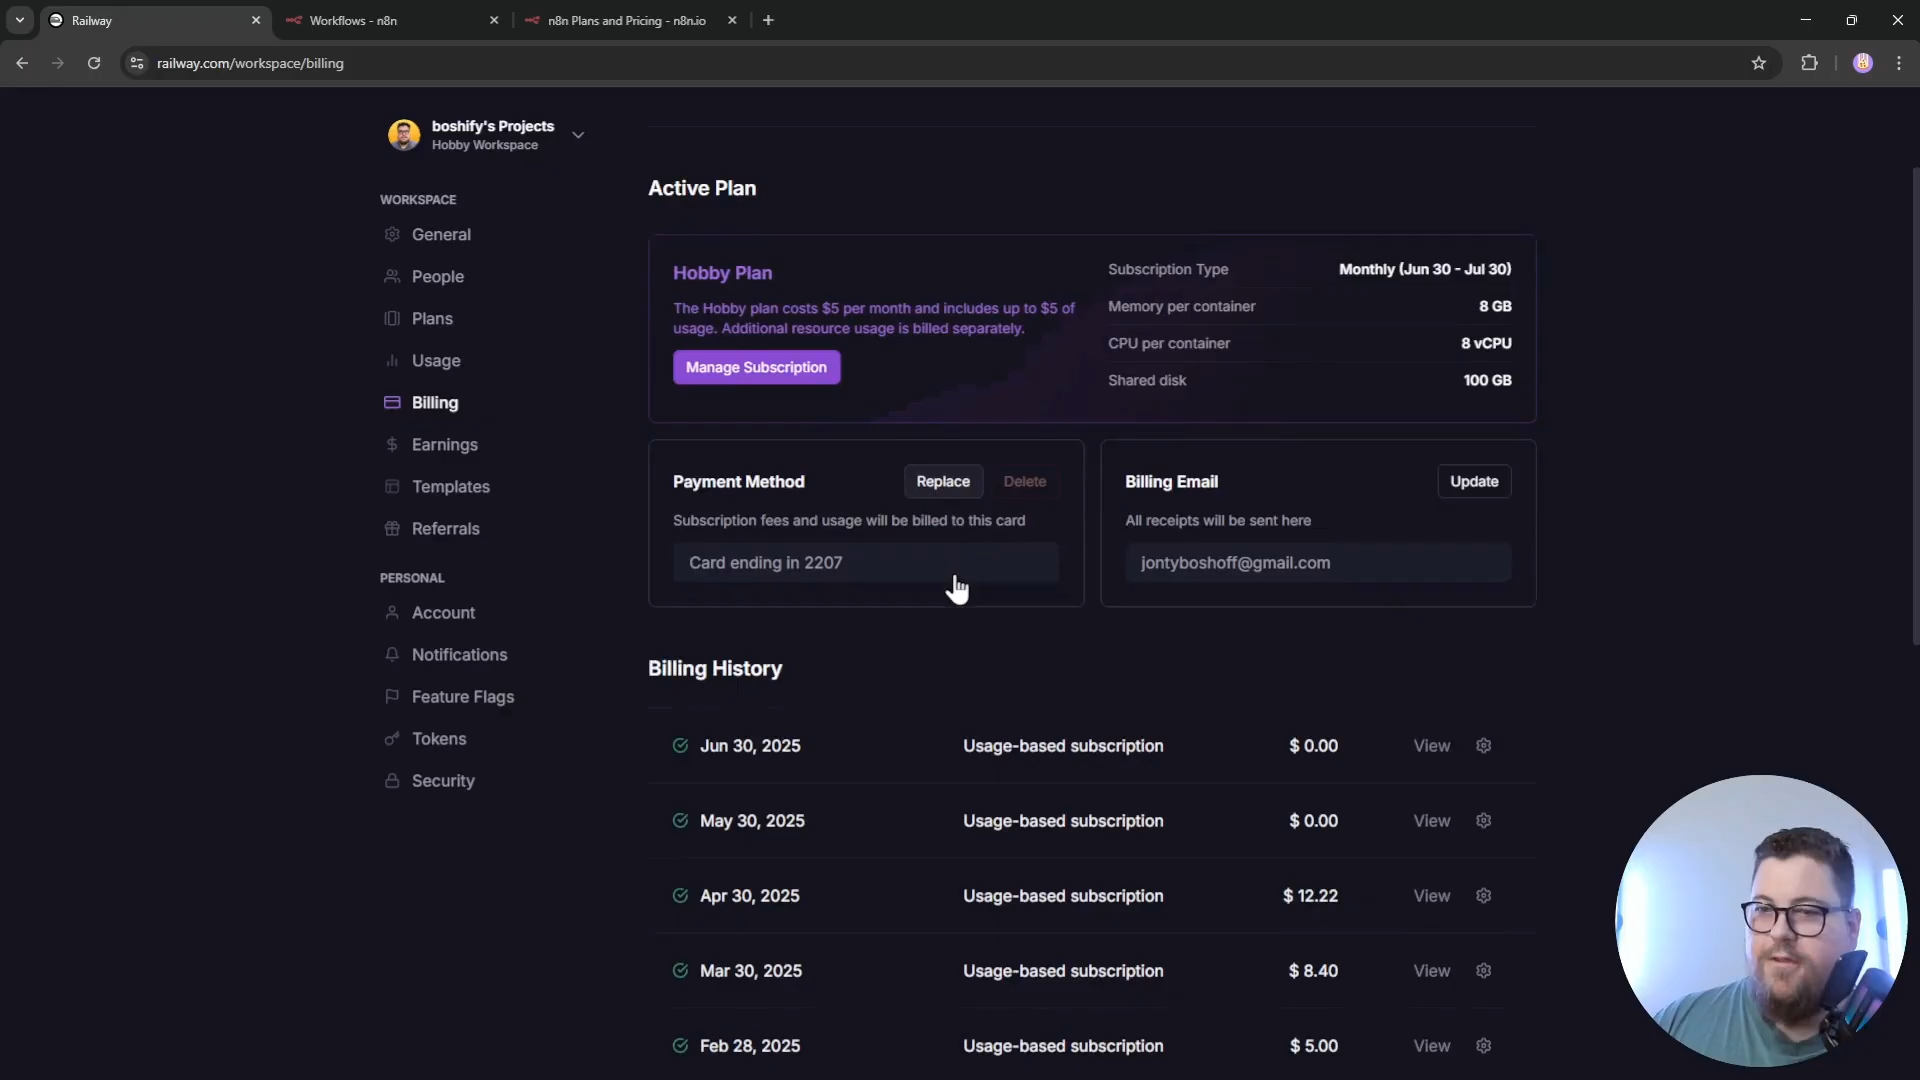 Railway
Workflows - n8n
n8n Plans and Pricing - n8n.io
railway.com/workspace/billing
boshify's Projects
Hobby Workspace
WORKSPACE
General
People
Plans
Usage
Billing
Earnings
Templates
Referrals
PERSONAL
Account
Notifications
Feature Flags
Tokens
Security
Active Plan
Hobby Plan
The Hobby plan costs $5 per month and includes up to $5 of
usage. Additional resource usage is billed separately.
Manage Subscription
Subscription Type Monthly (Jun 30 - Jul 30)
Memory per container 8 GB
CPU per container 8 vCPU
Shared disk 100 GB
Payment Method Replace Delete
Subscription fees and usage will be billed to this card
Card ending in 2207
Billing Email Update
All receipts will be sent here
jontyboshoff@gmail.com
Billing History
Jun 30, 2025 Usage-based subscription $ 0.00 View
May 30, 2025 Usage-based subscription $ 0.00 View
Apr 30, 2025 Usage-based subscription $ 12.22 View
Mar 30, 2025 Usage-based subscription $ 8.40 View
Feb 28, 2025 Usage-based subscription $ 5.00 View